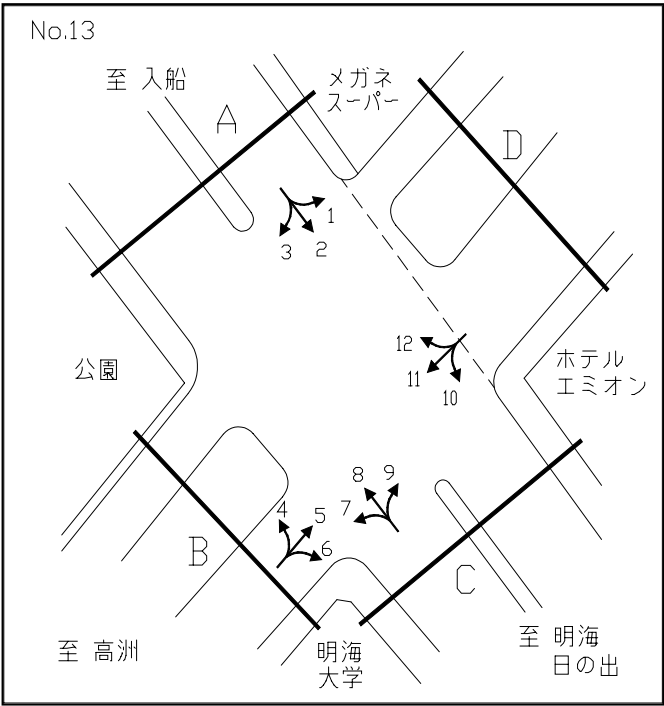 No.13
至 入船
メガネ
スーパー
A
D
1
2
3
12
11
10
公園
ホテル
エミオン
8
9
7
4
5
6
B
C
至 高洲
明海
大学
至 明海
日の出